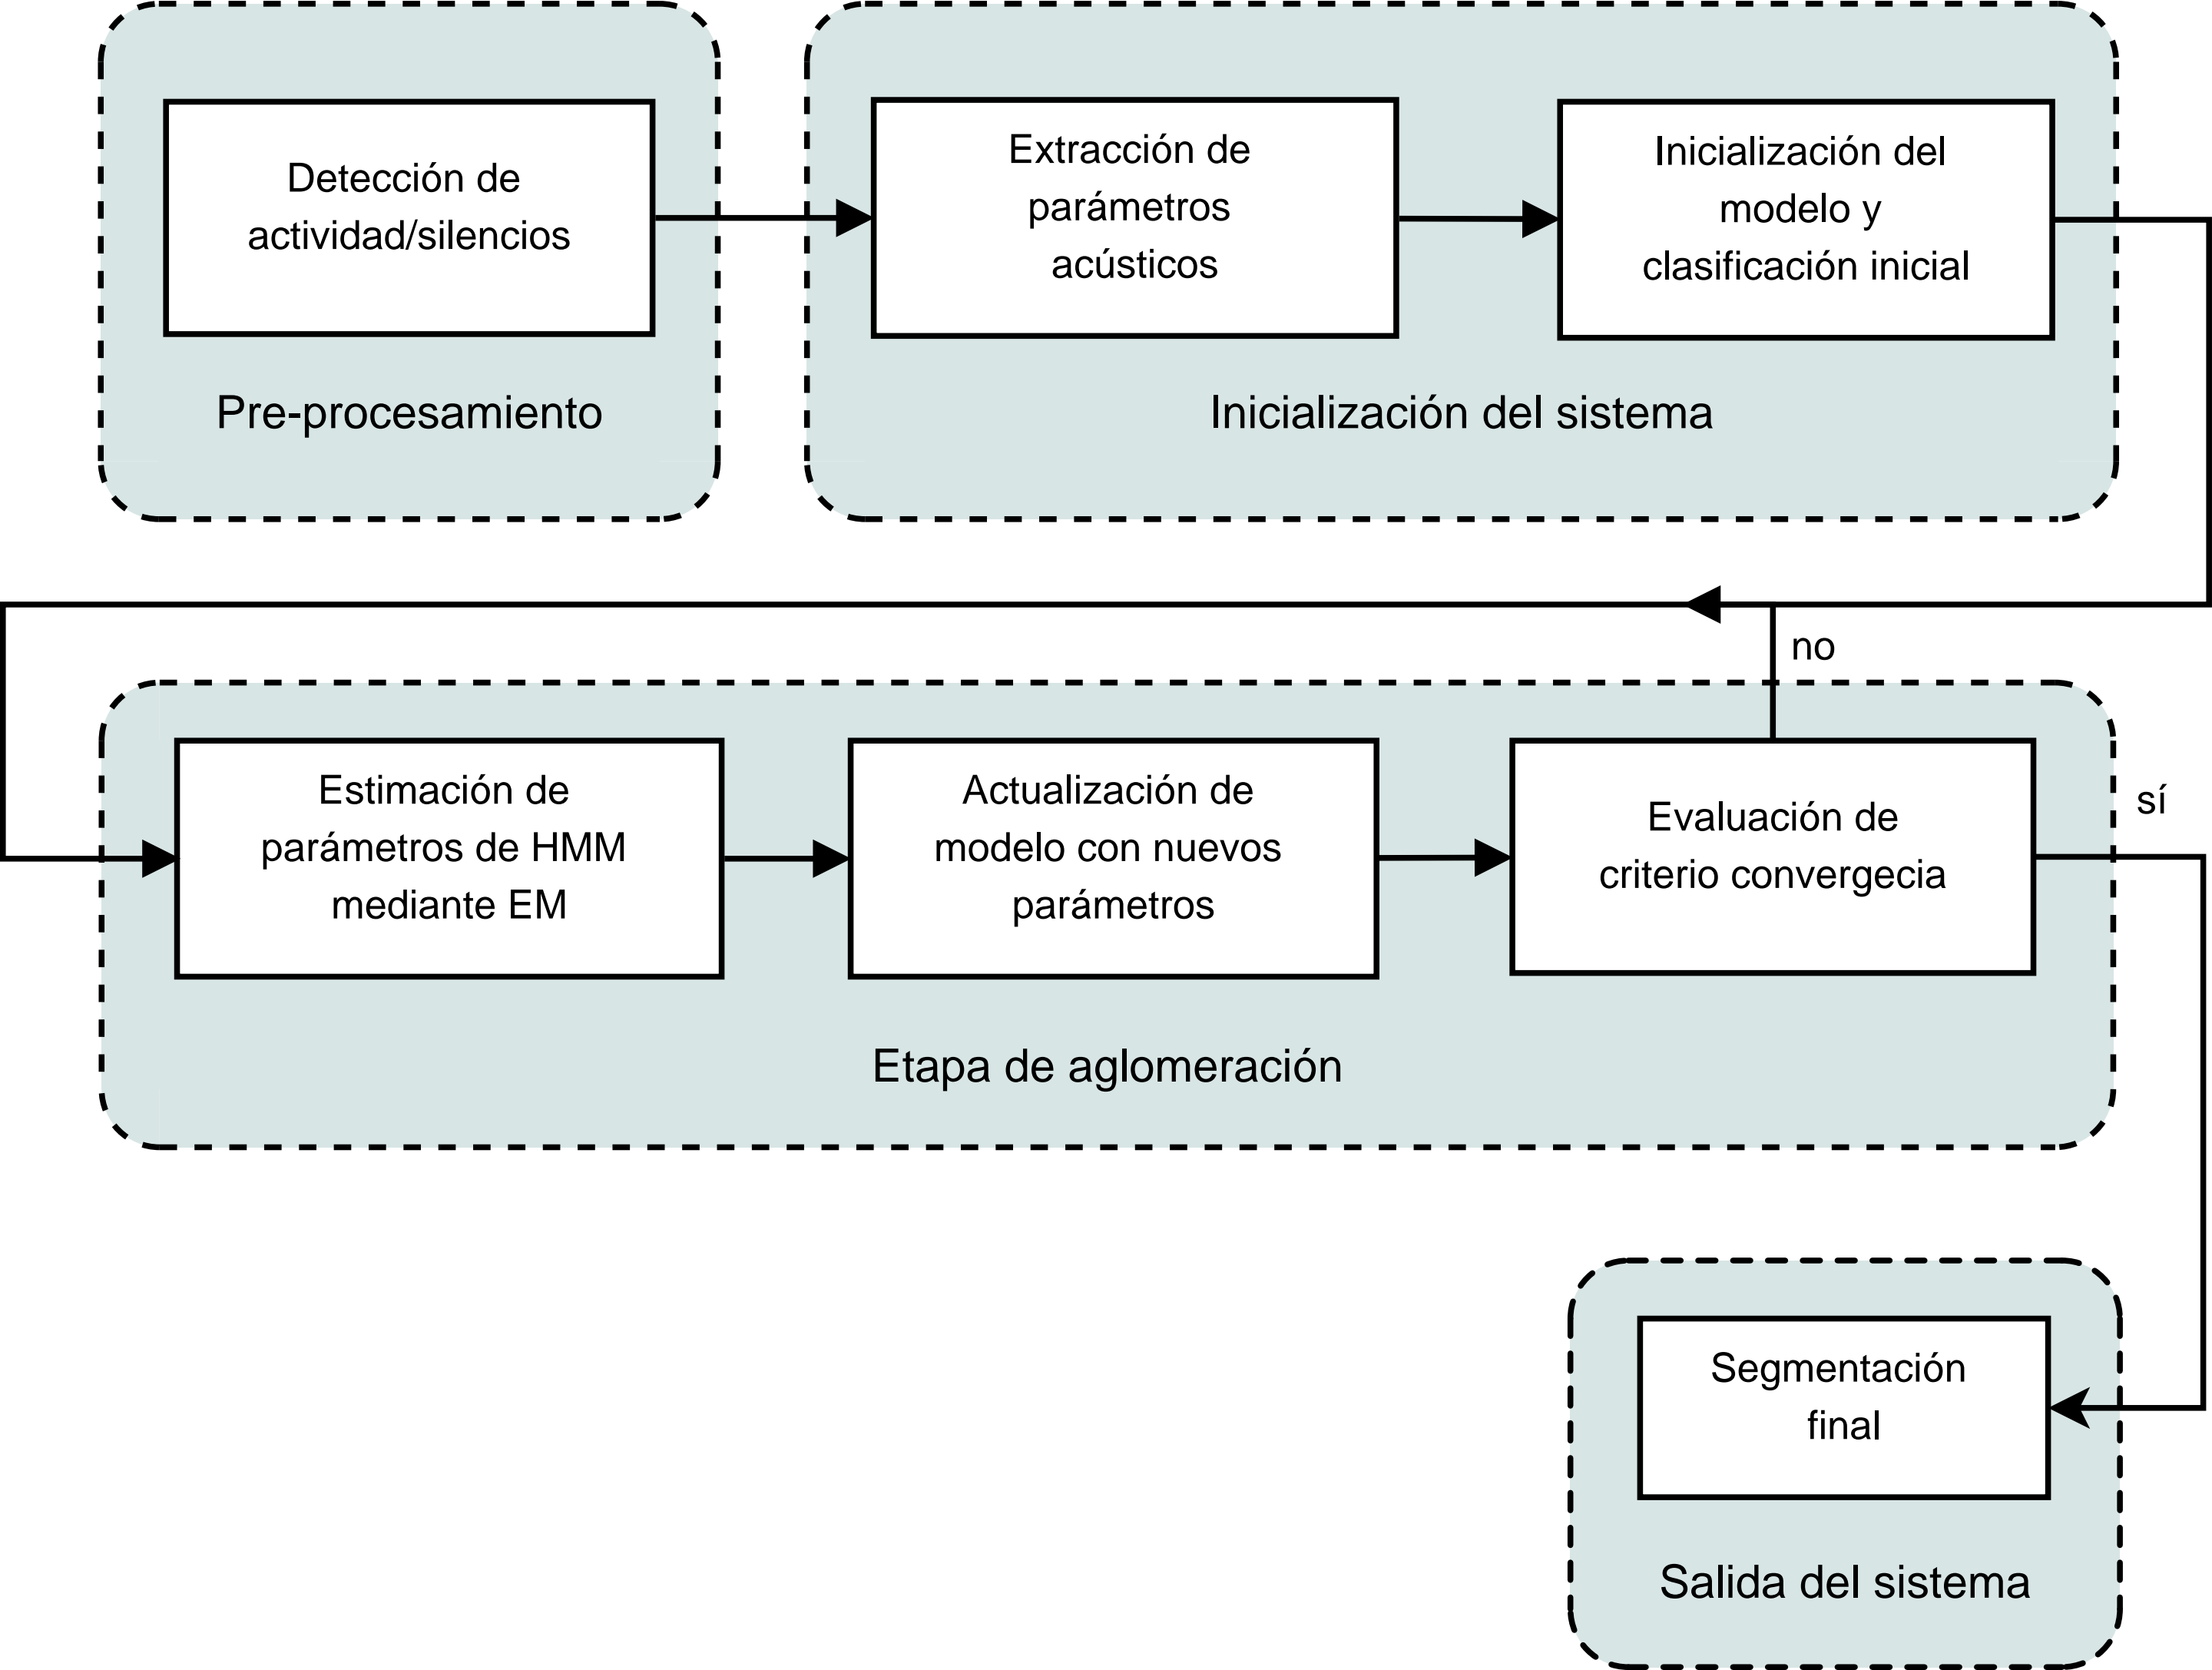 Detección de
actividad/silencios
Pre-procesamiento
Extracción de
parámetros
acústicos
Inicialización del
modelo y
clasificación inicial
Inicialización del sistema
no
Estimación de
parámetros de HMM
mediante EM
Actualización de
modelo con nuevos
parámetros
Evaluación de
criterio convergecia
sí
Etapa de aglomeración
Segmentación
final
Salida del sistema